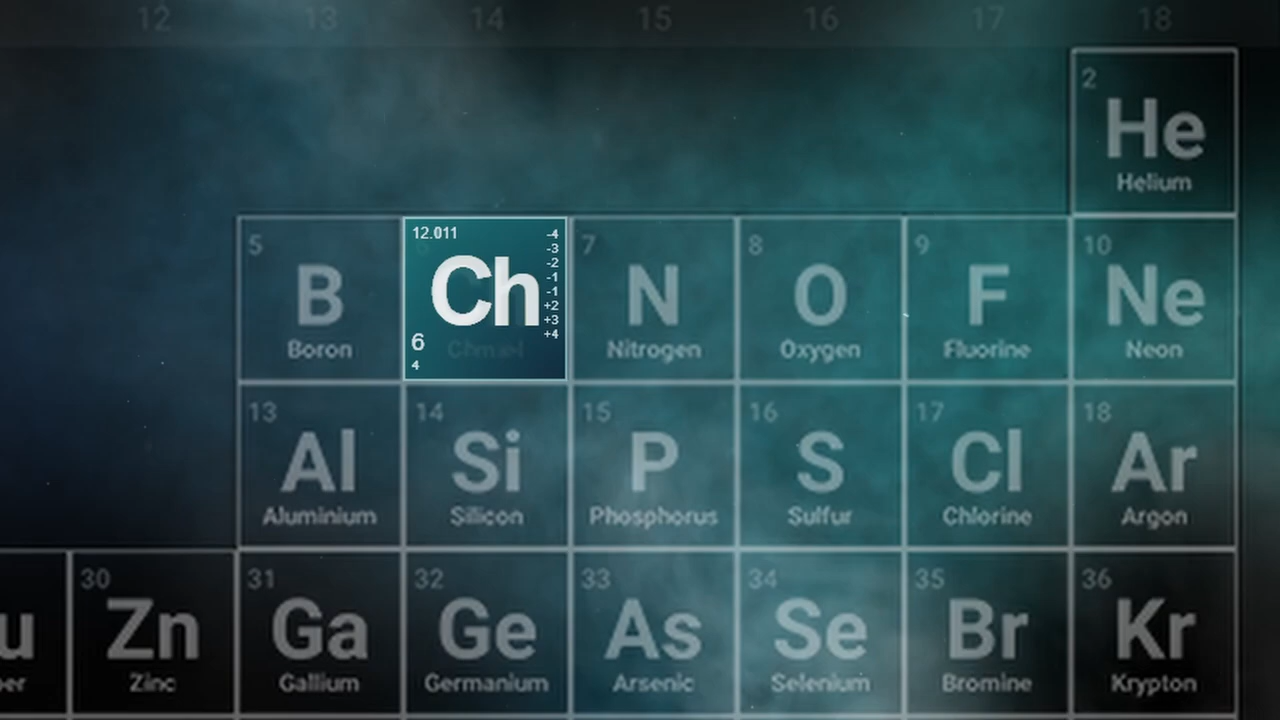 12 13 14 15 16 17 18
2
He
Helium
5
B
Boron
12.011
Ch
6
4
-4
-3
-2
-1
-1
+2
+3
+4
7
N
Nitrogen
8
O
Oxygen
9
F
Fluorine
10
Ne
Neon
13
Al
Aluminium
14
Si
Silicon
15
P
Phosphorus
16
S
Sulfur
17
Cl
Chlorine
18
Ar
Argon
30
Zn
Zinc
31
Ga
Gallium
32
Ge
Germanium
33
As
Arsenic
34
Se
Selenium
35
Br
Bromine
36
Kr
Krypton